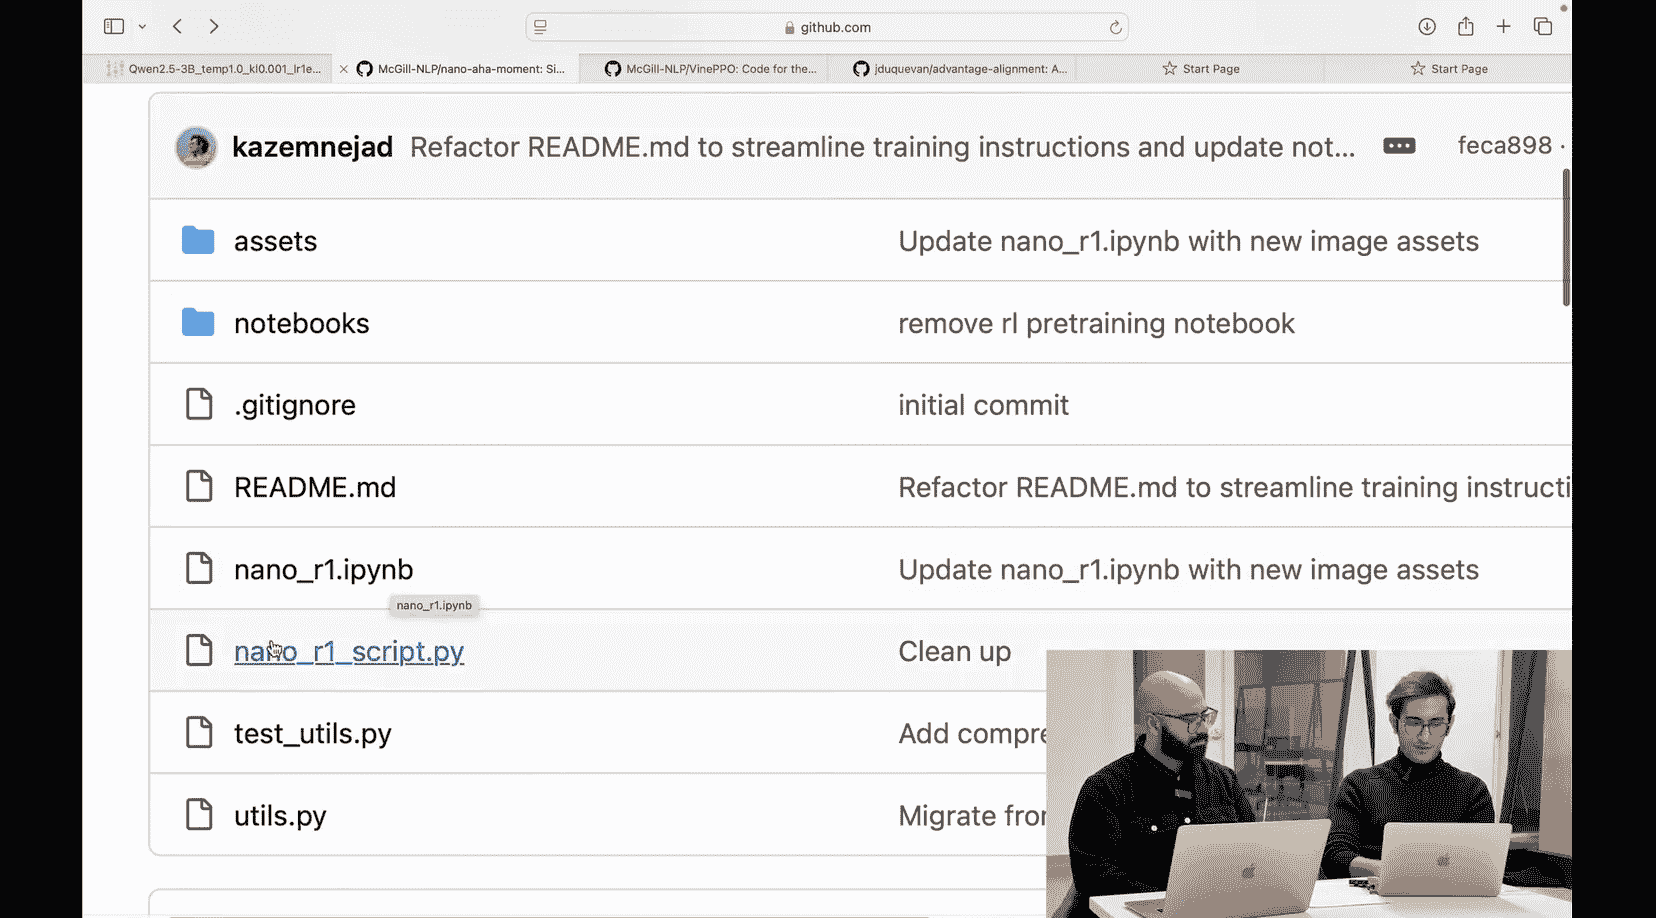 github.com
Qwen2.5-3B_temp1.0_kl0.001_lr1e...
McGill-NLP/nano-aha-moment: Si...
McGill-NLP/VinePPO: Code for the...
jduquevan/advantage-alignment: A...
Start Page
Start Page
kazemnejad Refactor README.md to streamline training instructions and update not... feca898 ·
assets Update nano_r1.ipynb with new image assets
notebooks remove rl pretraining notebook
.gitignore initial commit
README.md Refactor README.md to streamline training instructi
nano_r1.ipynb Update nano_r1.ipynb with new image assets
nano_r1.ipynb
nano_r1_script.py Clean up
test_utils.py Add compre
utils.py Migrate fro